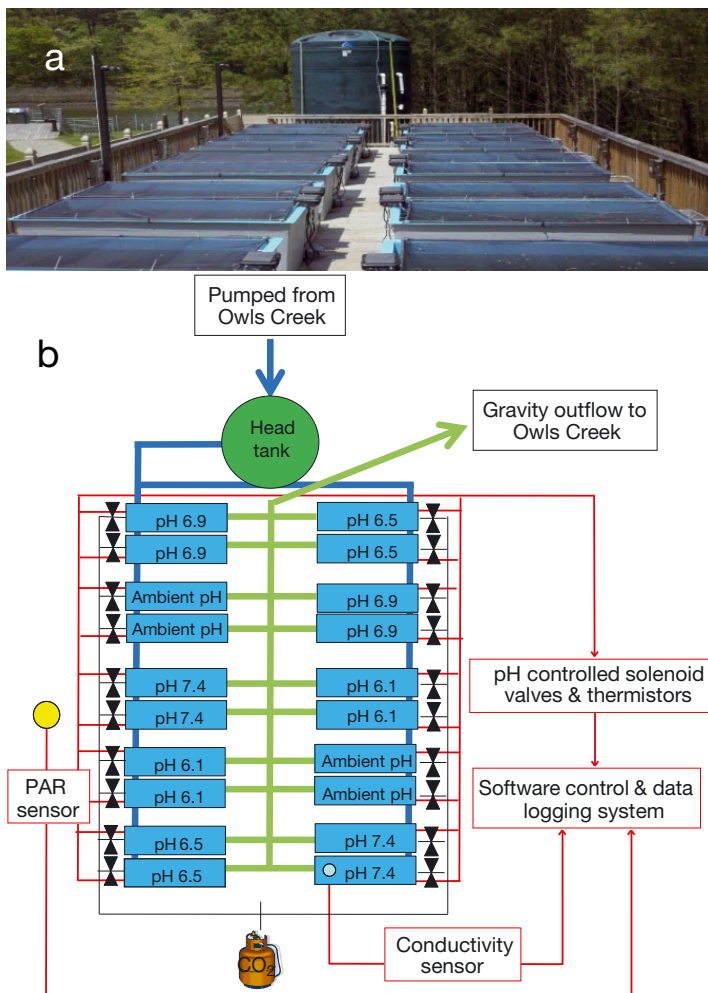 a
Pumped from
Owls Creek
b
Head
tank
Gravity outflow to
Owls Creek
pH 6.9
pH 6.5
pH 6.9
pH 6.5
Ambient pH
pH 6.9
Ambient pH
pH 6.9
pH 7.4
pH 6.1
pH 7.4
pH 6.1
pH controlled solenoid
valves & thermistors
pH 6.1
Ambient pH
pH 6.1
Ambient pH
PAR
sensor
Software control & data
logging system
pH 6.5
pH 7.4
pH 6.5
pH 7.4
Conductivity
sensor
CO2